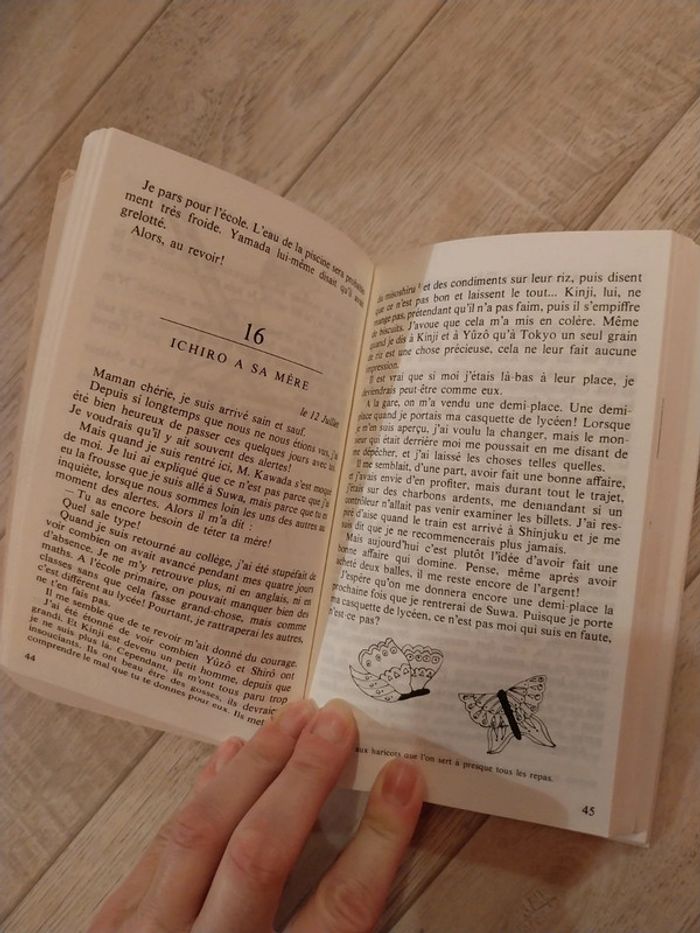 Je pars pour l'école. L'eau de la piscine sera
ment très froide. Yamada lui-même disait qu'il avait
grelotté.
Alors, au revoir!
16
ICHIRO A SA MÈRE
le 12 Juillet
Maman chérie, je suis arrivé sain et sauf.
Depuis si longtemps que nous ne nous étions vus, j'ai
été bien heureux de passer ces quelques jours avec toi.
Je voudrais qu'il y ait souvent des alertes!
Mais quand je suis rentré ici, M. Kawada s'est moqué
de moi. Je lui ai expliqué que ce n'est pas parce que j'ai
eu la frousse que je suis allé à Suwa, mais parce que tu es
inquiète, lorsque nous sommes loin les uns des autres au
moment des alertes. Alors il m'a dit :
— Tu as encore besoin de téter ta mère!
Quel sale type!
Quand je suis retourné au collège, j'ai été stupéfait de
voir combien on avait avancé pendant mes quatre jours
d'absence. Je ne m'y retrouve plus, ni en anglais, ni en
maths. A l'école primaire, on pouvait manquer bien des
classes sans que cela fasse grand-chose, mais comme
c'est différent au lycée! Pourtant, je rattraperai les autres,
ne t'en fais pas.
Il me semble que de te revoir m'ait donné du courage.
J'ai été étonné de voir combien Yûzô et Shirô ont
grandi. Et Kinji est devenu un petit homme, depuis que
je ne suis plus là. Cependant, ils m'ont tous paru trop
insouciants. Ils ont beau être des gosses, ils devraient
comprendre le mal que tu te donnes pour eux. Ils met
44
du misoshiru ¹ et des condiments sur leur riz, puis disent
que ce n'est pas bon et laissent le tout... Kinji, lui, ne
mange pas, prétendant qu'il n'a pas faim, puis il s'empiffre
de biscuits. J'avoue que cela m'a mis en colère. Même
quand je dis à Kinji et à Yûzô qu'à Tokyo un seul grain
de riz est une chose précieuse, cela ne leur fait aucune
impression.
Il est vrai que si moi j'étais là-bas à leur place, je
deviendrais peut-être comme eux.
A la gare, on m'a vendu une demi-place. Une demi-
place quand je portais ma casquette de lycéen! Lorsque
je m'en suis aperçu, j'ai voulu la changer, mais le mon-
sieur qui était derrière moi me poussait en me disant de
me dépêcher, et j'ai laissé les choses telles quelles.
Il me semblait, d'une part, avoir fait une bonne affaire,
et j'avais envie d'en profiter, mais durant tout le trajet,
j'étais sur des charbons ardents, me demandant si un
contrôleur n'allait pas venir examiner les billets. J'ai res-
piré d'aise quand le train est arrivé à Shinjuku et je me
suis dit que je ne recommencerais plus jamais.
Mais aujourd'hui c'est plutôt l'idée d'avoir fait une
bonne affaire qui domine. Pense, même après avoir
acheté deux balles, il me reste encore de l'argent!
J'espère qu'on me donnera encore une demi-place la
prochaine fois que je rentrerai de Suwa. Puisque je porte
ma casquette de lycéen, ce n'est pas moi qui suis en faute,
n'est-ce pas?
aux haricots que l'on sert à presque tous les repas.
45